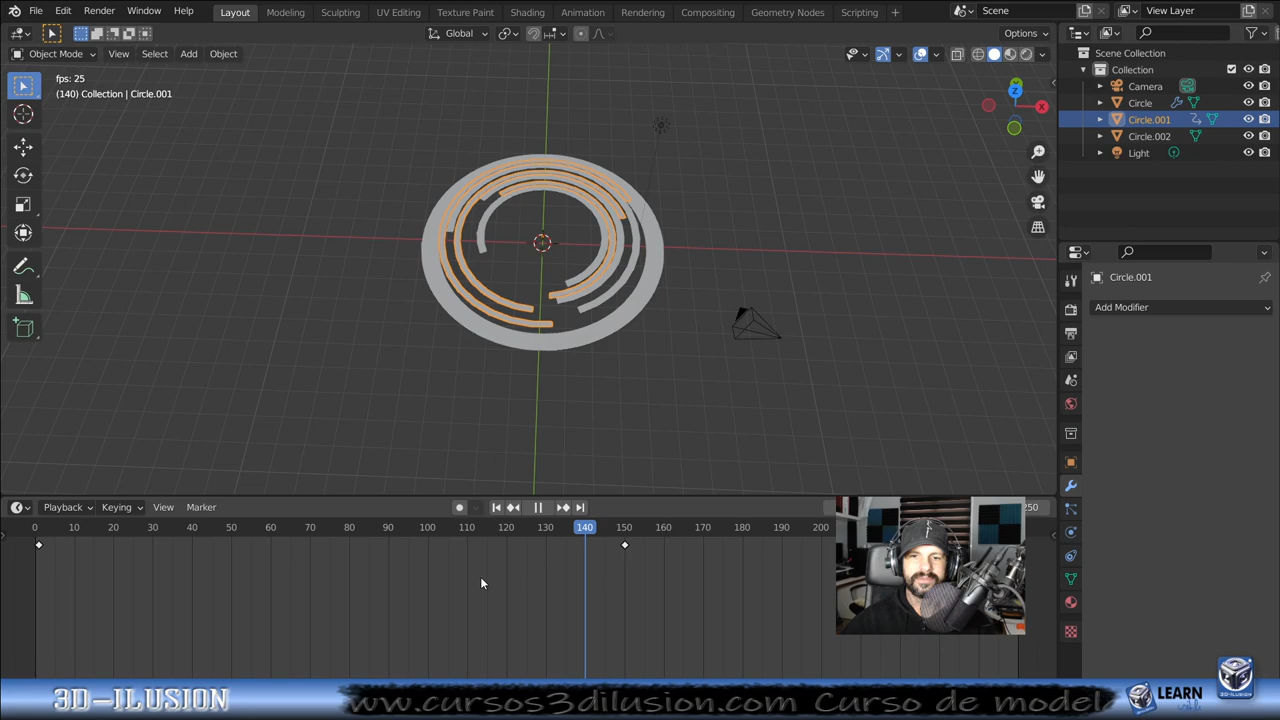 File Edit Render Window Help Layout Modeling Sculpting UV Editing Texture Paint Shading Animation Rendering Compositing Geometry Nodes Scripting + Scene View Layer
Global Options
Object Mode View Select Add Object
fps: 25
(140) Collection | Circle.001
Z
X
Scene Collection
Collection
Camera
Circle
Circle.001
Circle.002
Light
Circle.001
Add Modifier
Playback Keying View Marker 250
0 10 20 30 40 50 60 70 80 90 100 110 120 130 140 150 160 170 180 190 200
3D-ILUSION www.cursos3dilusion.com Curso de model LEARN
3D-ILUSION